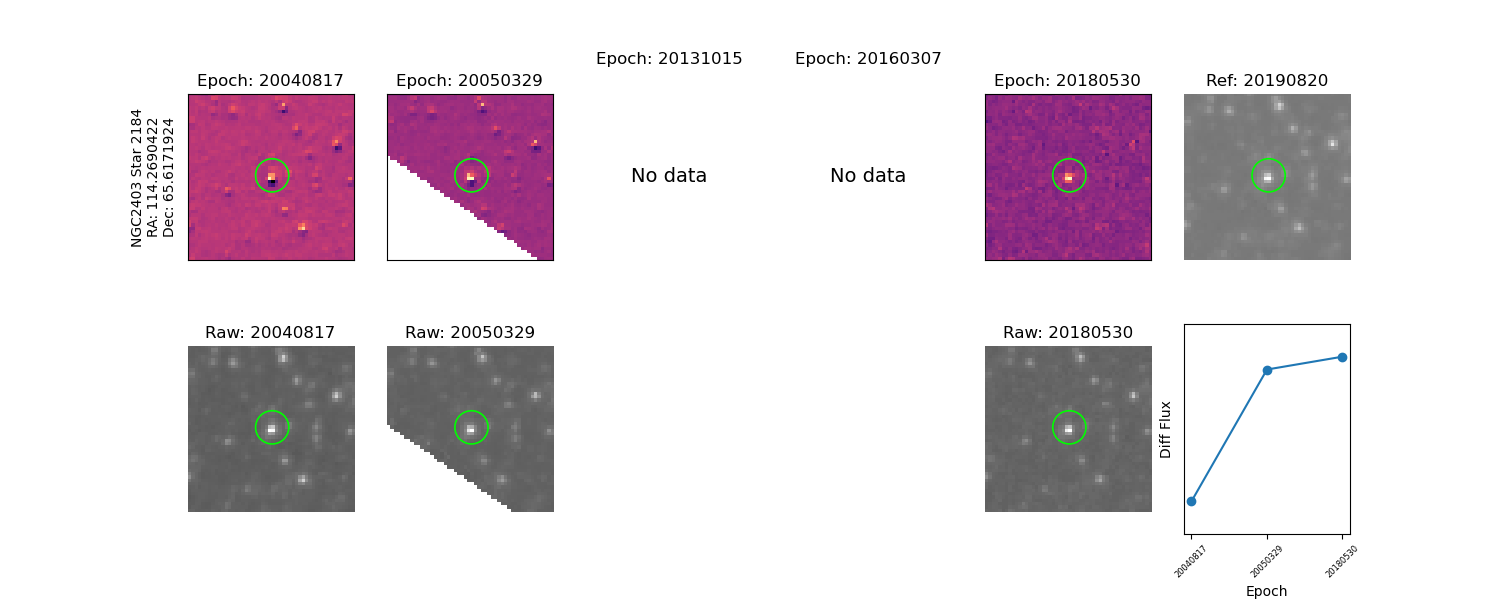 Epoch: 20131015
Epoch: 20160307
Epoch: 20040817
Epoch: 20050329
Epoch: 20180530
Ref: 20190820
NGC2403 Star 2184
RA: 114.2690422
Dec: 65.6171924
No data
No data
Raw: 20040817
Raw: 20050329
Raw: 20180530
Diff Flux
20040817
20050329
20180530
Epoch